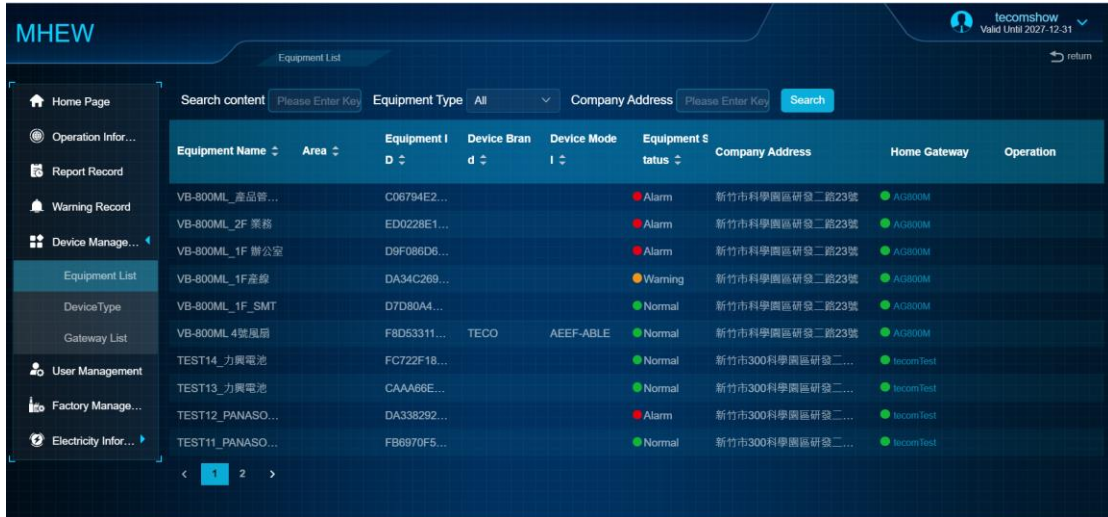 MHEW
tecomshow
Valid Until 2027-12-31
Equipment List
return
Home Page
Operation Infor...
Report Record
Warning Record
Device Manage...
Equipment List
DeviceType
Gateway List
User Management
Factory Manage...
Electricity Infor...
Search content Please Enter Key Equipment Type All Company Address Please Enter Key Search
Equipment Name Area Equipment I
D Device Bran
d Device Mode
l Equipment S
tatus Company Address Home Gateway Operation
VB-800ML_產品管... C06794E2... Alarm 新竹市科學園區研發二路23號 AG800M
VB-800ML_2F 業務 ED0228E1... Alarm 新竹市科學園區研發二路23號 AG800M
VB-800ML_1F 辦公室 D9F086D6... Alarm 新竹市科學園區研發二路23號 AG800M
VB-800ML_1F產線 DA34C269... Warning 新竹市科學園區研發二路23號 AG800M
VB-800ML_1F_SMT D7D80A4... Normal 新竹市科學園區研發二路23號 AG800M
VB-800ML 4號風扇 F8D53311... TECO AEEF-ABLE Normal 新竹市科學園區研發二路23號 AG800M
TEST14_力興電池 FC722F18... Normal 新竹市300科學園區研發二... tecomTest
TEST13_力興電池 CAAA66E... Normal 新竹市300科學園區研發二... tecomTest
TEST12_PANASO... DA338292... Alarm 新竹市300科學園區研發二... tecomTest
TEST11_PANASO... FB6970F5... Normal 新竹市300科學園區研發二... tecomTest
1 2